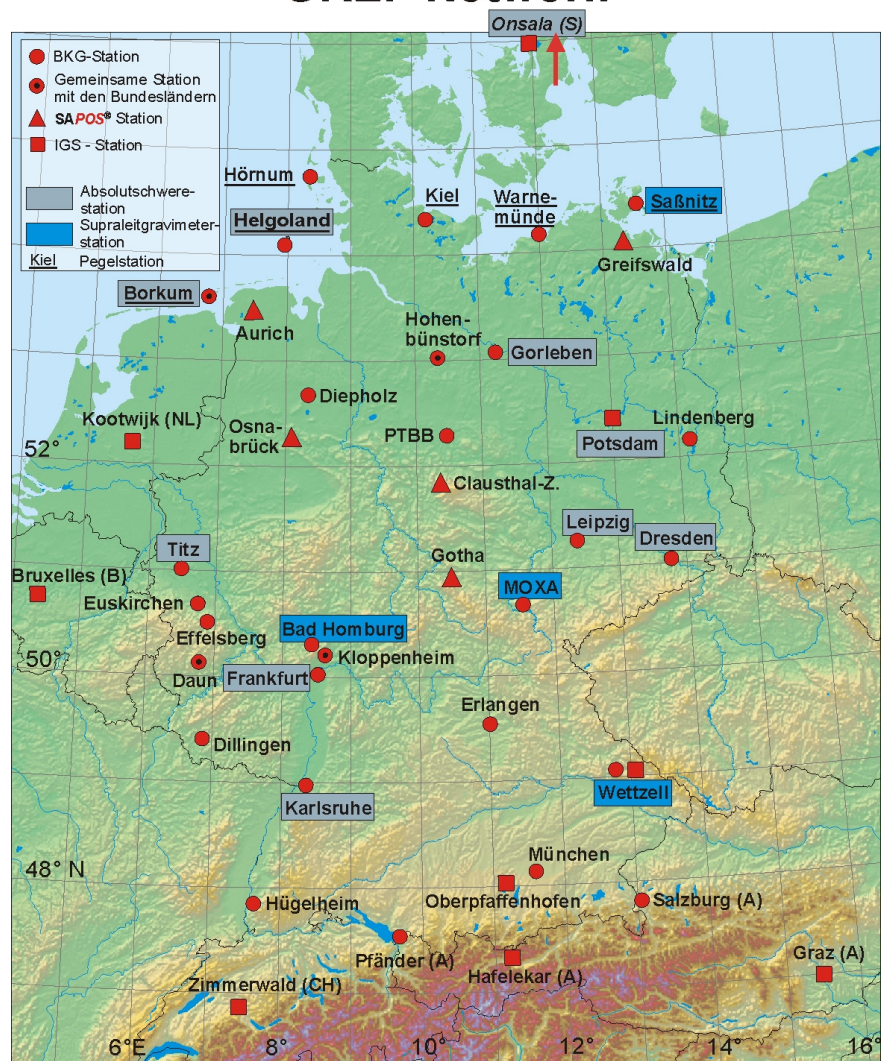 Onsala (S)
BKG-Station
Gemeinsame Station
mit den Bundesländern
SAPOS® Station
IGS - Station
Absolutschwere-
station
Supraleitgravimeter-
station
Kiel Pegelstation
Hörnum
Helgoland
Kiel
Warne-
münde
Saßnitz
Greifswald
Borkum
Aurich
Hohen-
bünstorf
Gorleben
Diepholz
Kootwijk (NL)
Osna-
brück
PTBB
Potsdam
Lindenberg
52°
Clausthal-Z.
Titz
Leipzig
Dresden
Gotha
Bruxelles (B)
Euskirchen
MOXA
Effelsberg
Bad Homburg
50°
Daun
Kloppenheim
Frankfurt
Erlangen
Dillingen
Karlsruhe
Wettzell
48° N
München
Hügelheim
Oberpfaffenhofen
Salzburg (A)
Pfänder (A)
Hafelekar (A)
Graz (A)
Zimmerwald (CH)
6°E
8°
10°
12°
14°
16°